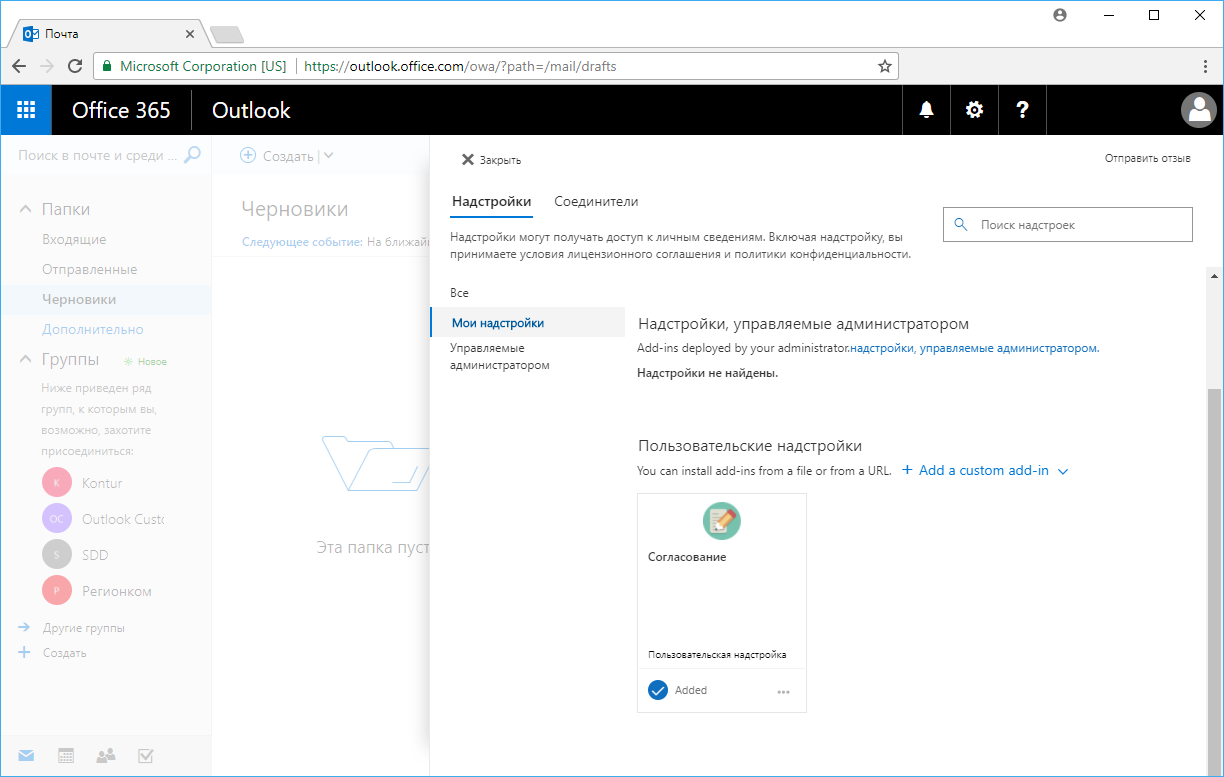 Почта
Microsoft Corporation [US] | https://outlook.office.com/owa/?path=/mail/drafts
Office 365
Outlook
?
Поиск в почте и среди ...
Папки
Входящие
Отправленные
Черновики
Дополнительно
Группы
Новое
Ниже приведен ряд
групп, к которым вы,
возможно, захотите
присоединиться:
K
Kontur
OC
Outlook Custo
S
SDD
Р
Регионком
Другие группы
Создать
Создать
Черновики
Следующее событие: На ближай
Эта папка пуст
Закрыть
Отправить отзыв
Надстройки
Соединители
Надстройки могут получать доступ к личным сведениям. Включая надстройку, вы
принимаете условия лицензионного соглашения и политики конфиденциальности.
Поиск надстроек
Все
Мои надстройки
Управляемые
администратором
Надстройки, управляемые администратором
Add-ins deployed by your administrator.надстройки, управляемые администратором.
Надстройки не найдены.
Пользовательские надстройки
You can install add-ins from a file or from a URL. + Add a custom add-in
Согласование
Пользовательская надстройка
Added
...